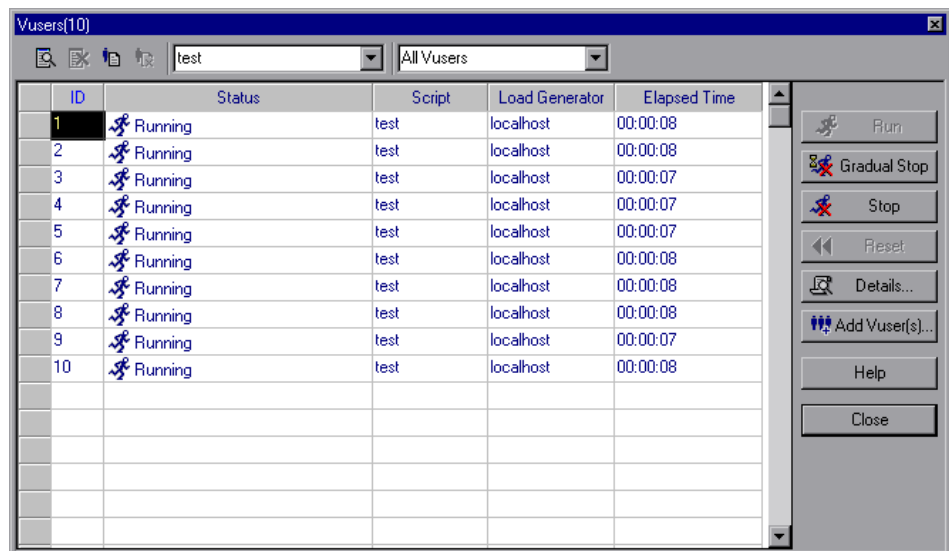 Vusers(10)
test All Vusers
ID Status Script Load Generator Elapsed Time
1 Running test localhost 00:00:08
2 Running test localhost 00:00:08
3 Running test localhost 00:00:07
4 Running test localhost 00:00:07
5 Running test localhost 00:00:07
6 Running test localhost 00:00:08
7 Running test localhost 00:00:08
8 Running test localhost 00:00:08
9 Running test localhost 00:00:07
10 Running test localhost 00:00:08
Run
Gradual Stop
Stop
Reset
Details...
Add Vuser(s)...
Help
Close